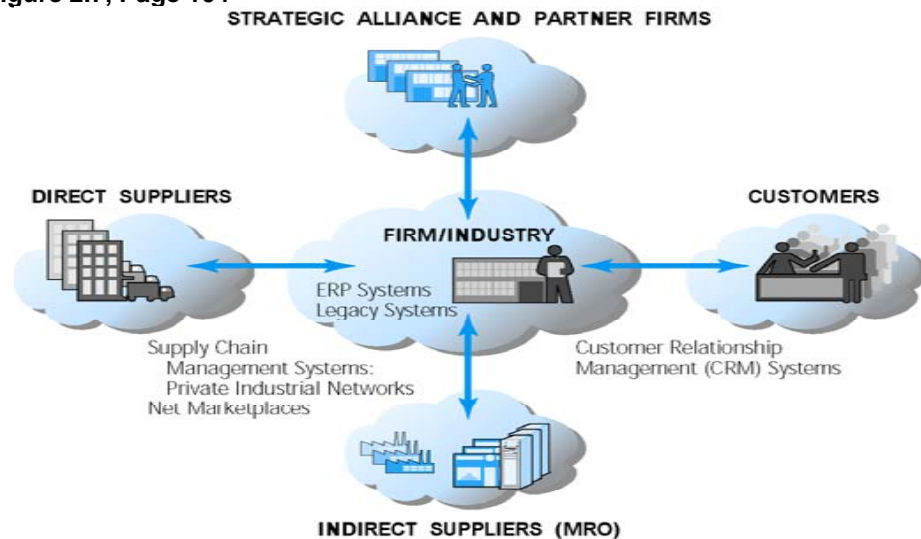 STRATEGIC ALLIANCE AND PARTNER FIRMS
DIRECT SUPPLIERS
CUSTOMERS
FIRM/INDUSTRY
ERP Systems
Legacy Systems
Supply Chain
Management Systems:
Private Industrial Networks
Net Marketplaces
Customer Relationship
Management (CRM) Systems
INDIRECT SUPPLIERS (MRO)